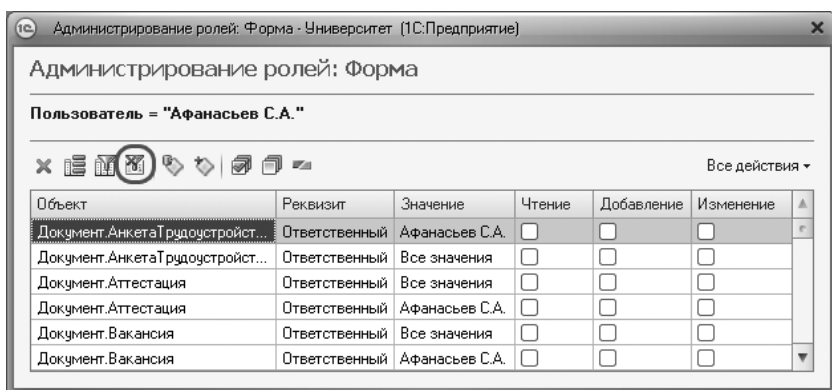 Администрирование ролей: Форма - Университет (1С:Предприятие)
Администрирование ролей: Форма
Пользователь = "Афанасьев С.А."
Все действия
Объект Реквизит Значение Чтение Добавление Изменение
Документ.АнкетаТрудоустройст... Ответственный Афанасьев С.А.
Документ.АнкетаТрудоустройст... Ответственный Все значения
Документ.Аттестация Ответственный Все значения
Документ.Аттестация Ответственный Афанасьев С.А.
Документ.Вакансия Ответственный Все значения
Документ.Вакансия Ответственный Афанасьев С.А.